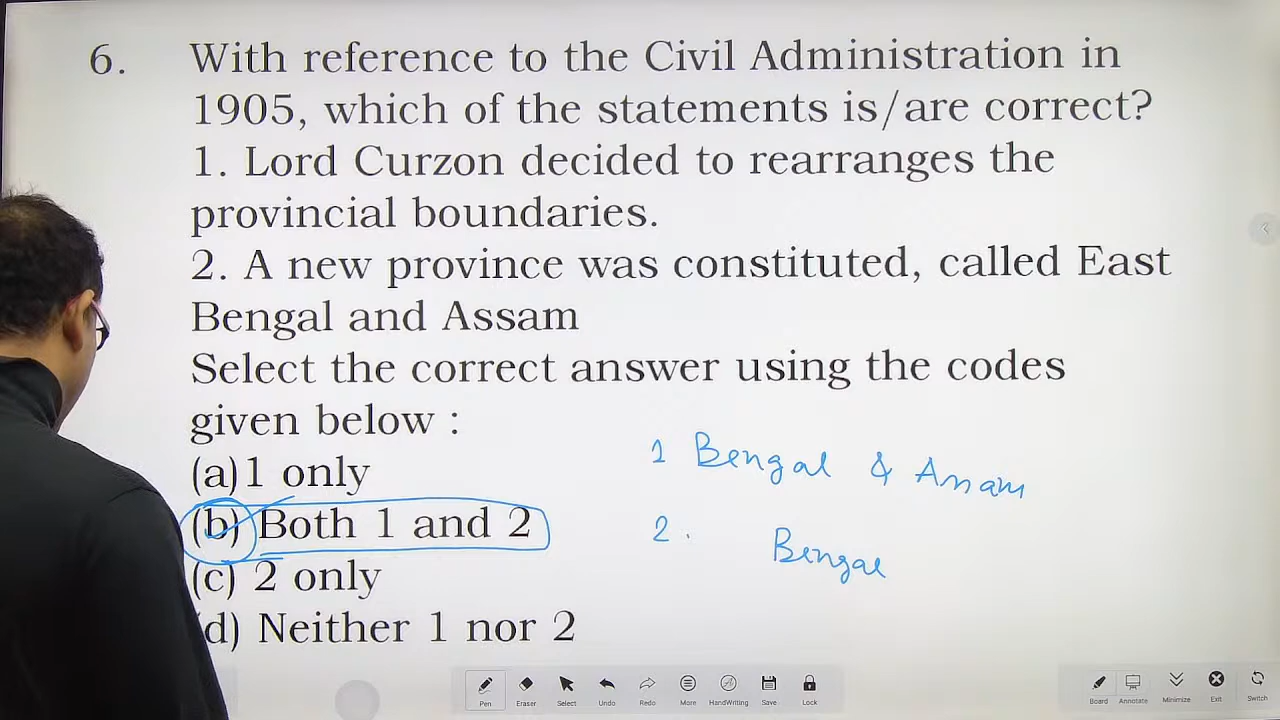 6. With reference to the Civil Administration in
1905, which of the statements is/are correct?
1. Lord Curzon decided to rearranges the
provincial boundaries.
2. A new province was constituted, called East
Bengal and Assam
Select the correct answer using the codes
given below :
(a) 1 only
(b) Both 1 and 2
(c) 2 only
d) Neither 1 nor 2
1 Bengal & Assam
2. Bengal
Pen Eraser Select Undo Redo More HandWriting Save Lock
Board Annotate Minimize Exit Switch